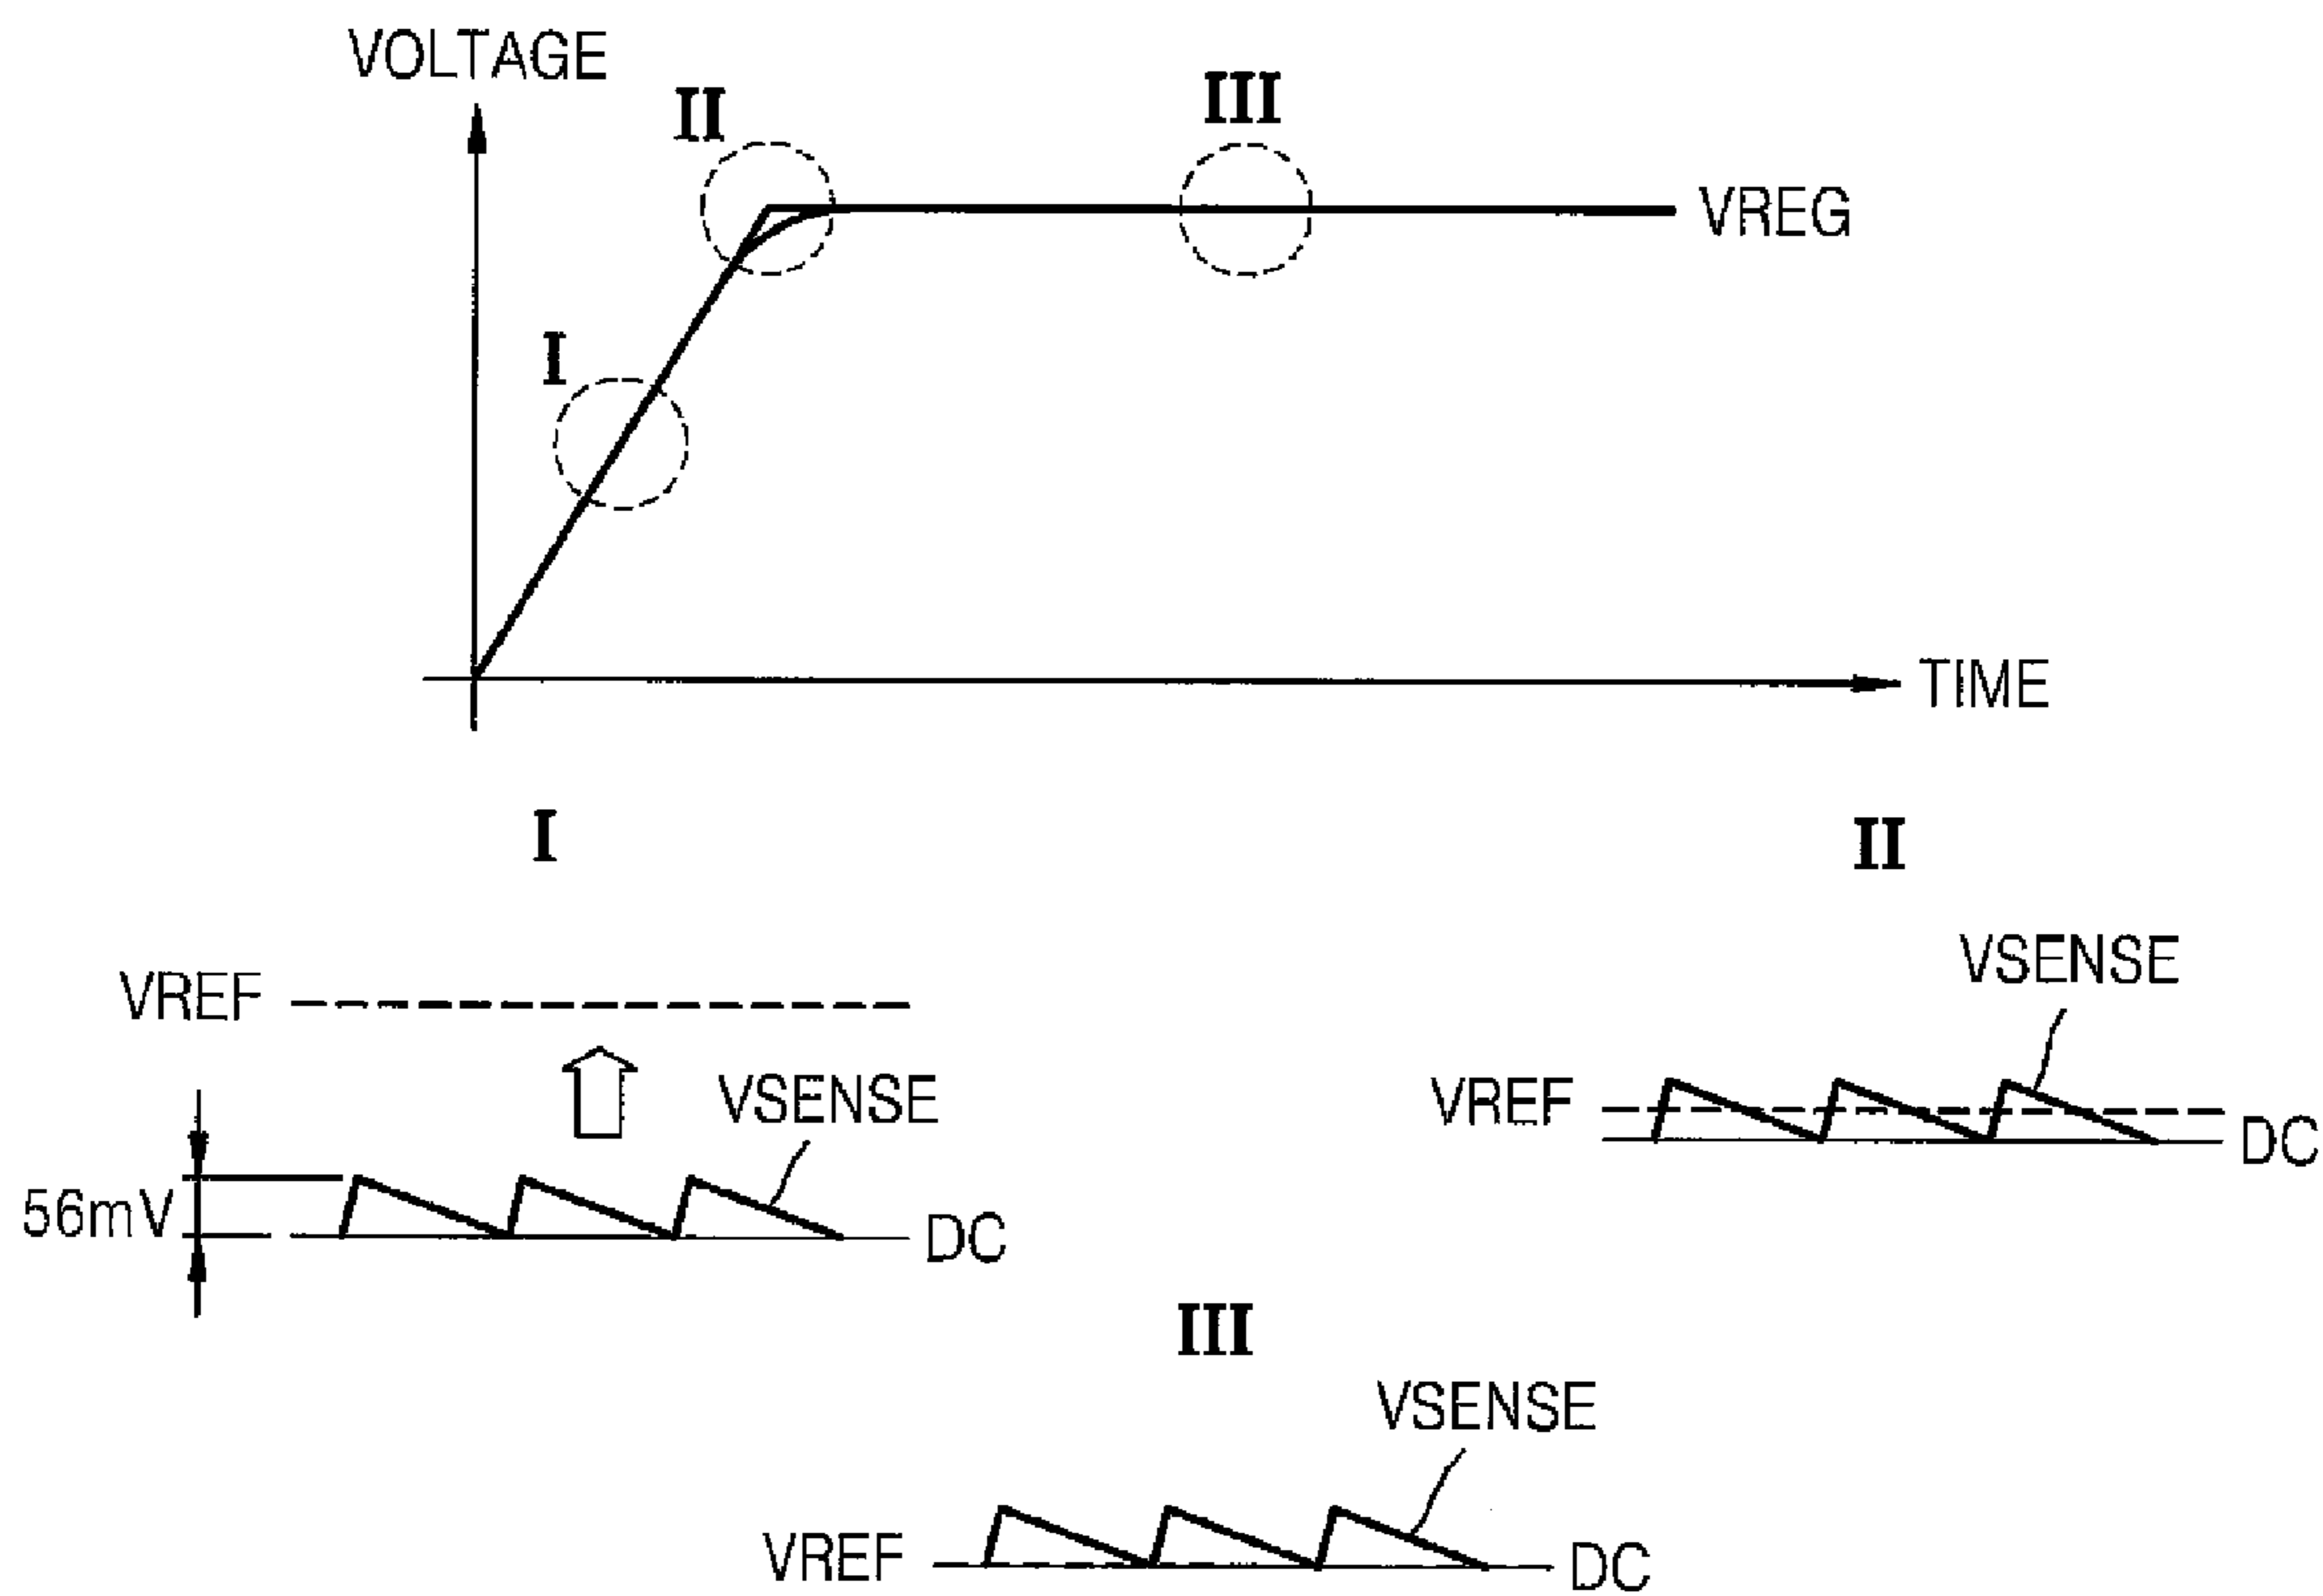 VOLTAGE
II
III
VREG
I
TIME
I
II
VREF
VSENSE
56mV
DC
VSENSE
VREF
DC
III
VSENSE
VREF
DC